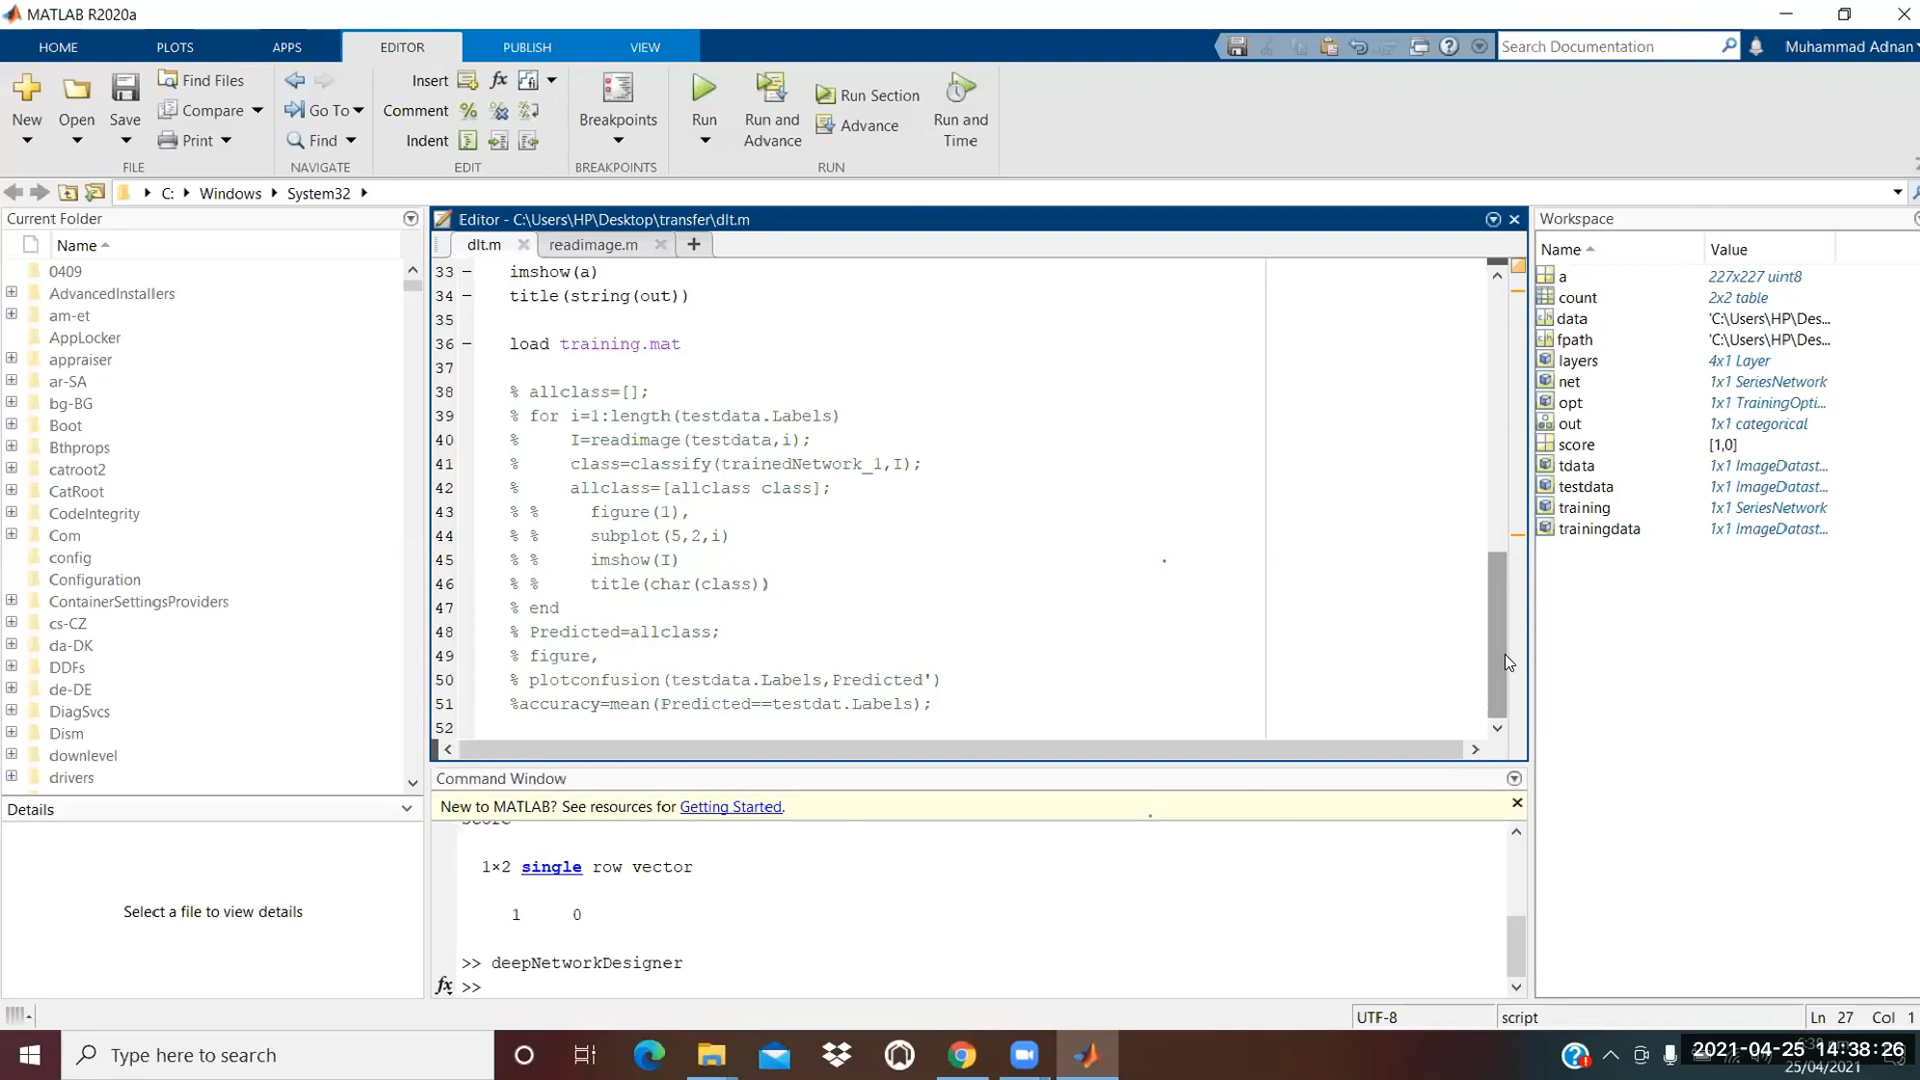 MATLAB R2020a
HOME PLOTS APPS EDITOR PUBLISH VIEW
Search Documentation
Muhammad Adnan
New
Open
Save
Find Files
Compare
Print
FILE
Go To
Find
NAVIGATE
Insert
Comment
Indent
EDIT
Breakpoints
BREAKPOINTS
Run
Run and Advance
Run Section
Advance
Run and Time
RUN
C: Windows System32
Current Folder
Name
0409
AdvancedInstallers
am-et
AppLocker
appraiser
ar-SA
bg-BG
Boot
Bthprops
catroot2
CatRoot
CodeIntegrity
Com
config
Configuration
ContainerSettingsProviders
cs-CZ
da-DK
DDFs
de-DE
DiagSvcs
Dism
downlevel
drivers
Details
Select a file to view details
Editor - C:\Users\HP\Desktop\transfer\dlt.m
dlt.m readimage.m
33 – imshow(a)
34 – title(string(out))
35
36 – load training.mat
37
38 % allclass=[];
39 % for i=1:length(testdata.Labels)
40 % I=readimage(testdata,i);
41 % class=classify(trainedNetwork_1,I);
42 % allclass=[allclass class];
43 % % figure(1),
44 % % subplot(5,2,i)
45 % % imshow(I)
46 % % title(char(class))
47 % end
48 % Predicted=allclass;
49 % figure,
50 % plotconfusion(testdata.Labels,Predicted')
51 %accuracy=mean(Predicted==testdat.Labels);
52
Command Window
New to MATLAB? See resources for Getting Started.
1×2 single row vector
1 0
>> deepNetworkDesigner
fx >>
Workspace
Name Value
a 227x227 uint8
count 2x2 table
data 'C:\Users\HP\Des...
fpath 'C:\Users\HP\Des...
layers 4x1 Layer
net 1x1 SeriesNetwork
opt 1x1 TrainingOpti...
out 1x1 categorical
score [1,0]
tdata 1x1 ImageDatast...
testdata 1x1 ImageDatast...
training 1x1 SeriesNetwork
trainingdata 1x1 ImageDatast...
UTF-8 script Ln 27 Col 1
Type here to search
2021-04-25 14:38:26
25/04/2021